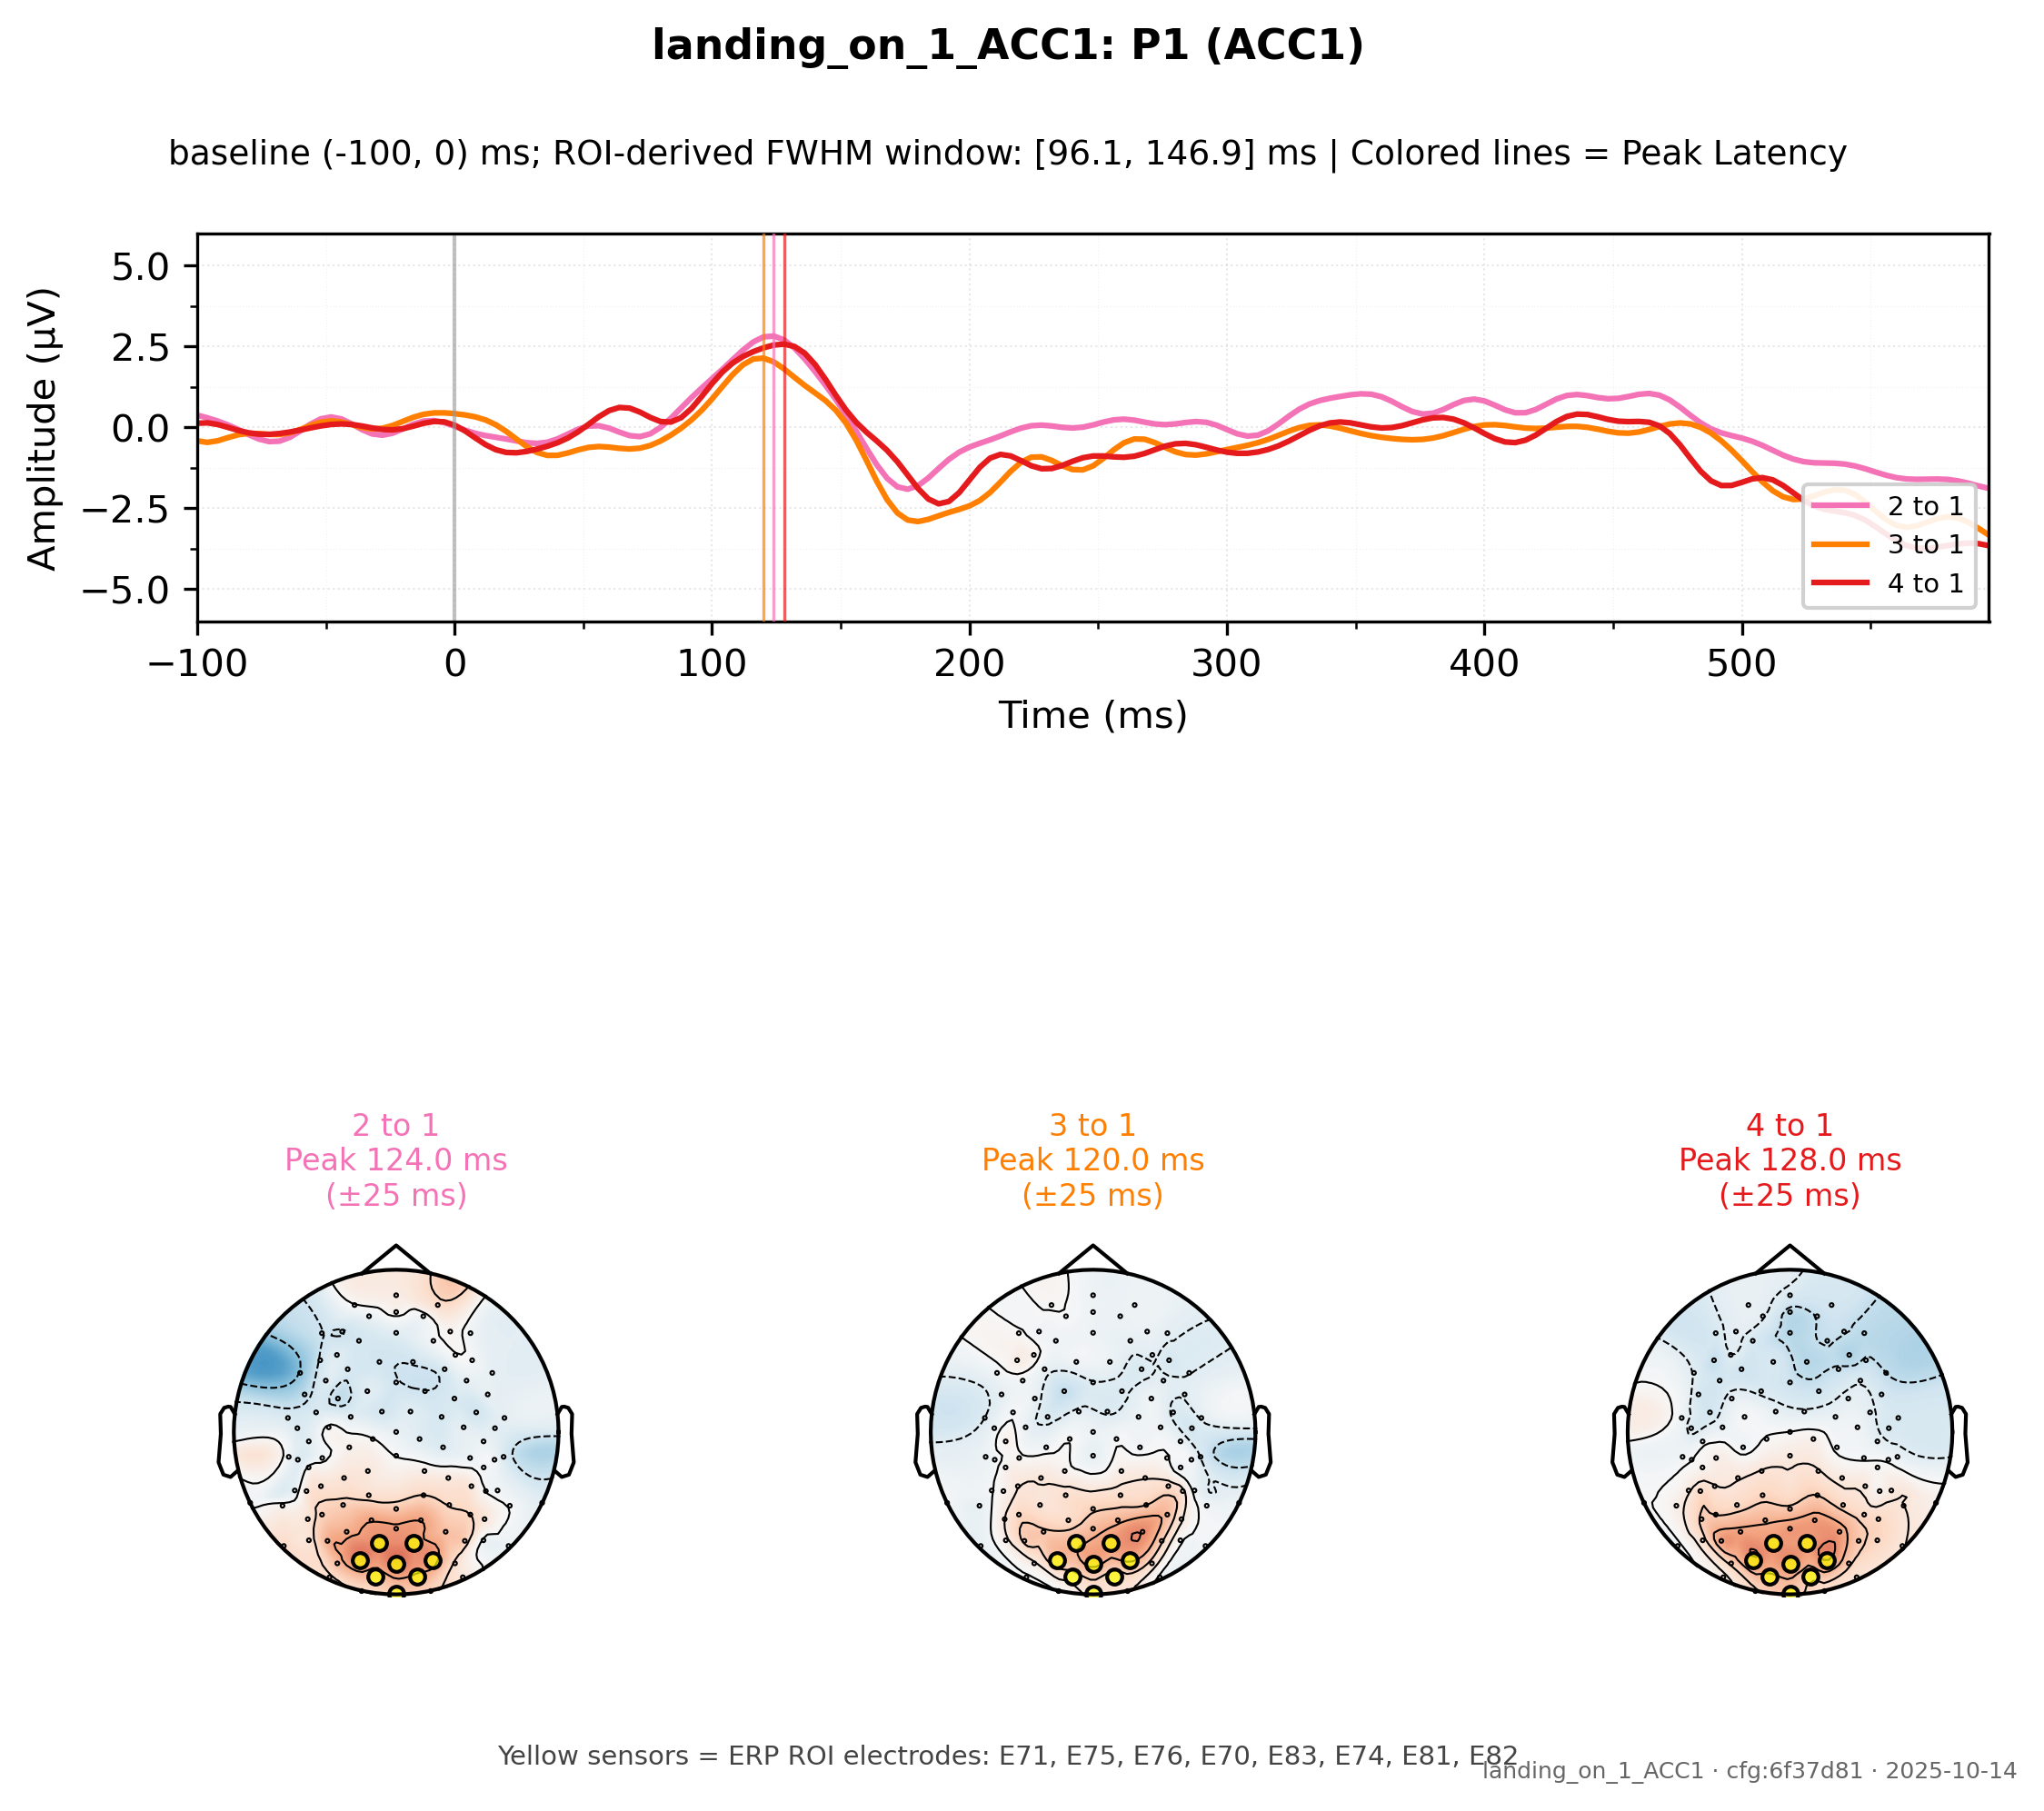 landing_on_1_ACC1: P1 (ACC1)
baseline (-100, 0) ms; ROI-derived FWHM window: [96.1, 146.9] ms | Colored lines = Peak Latency
Amplitude (µV)
5.0
2.5
0.0
−2.5
−5.0
2 to 1
3 to 1
4 to 1
−100
0
100
200
300
400
500
Time (ms)
2 to 1
Peak 124.0 ms
(±25 ms)
3 to 1
Peak 120.0 ms
(±25 ms)
4 to 1
Peak 128.0 ms
(±25 ms)
Yellow sensors = ERP ROI electrodes: E71, E75, E76, E70, E83, E74, E81, E82
landing_on_1_ACC1 · cfg:6f37d81 · 2025-10-14